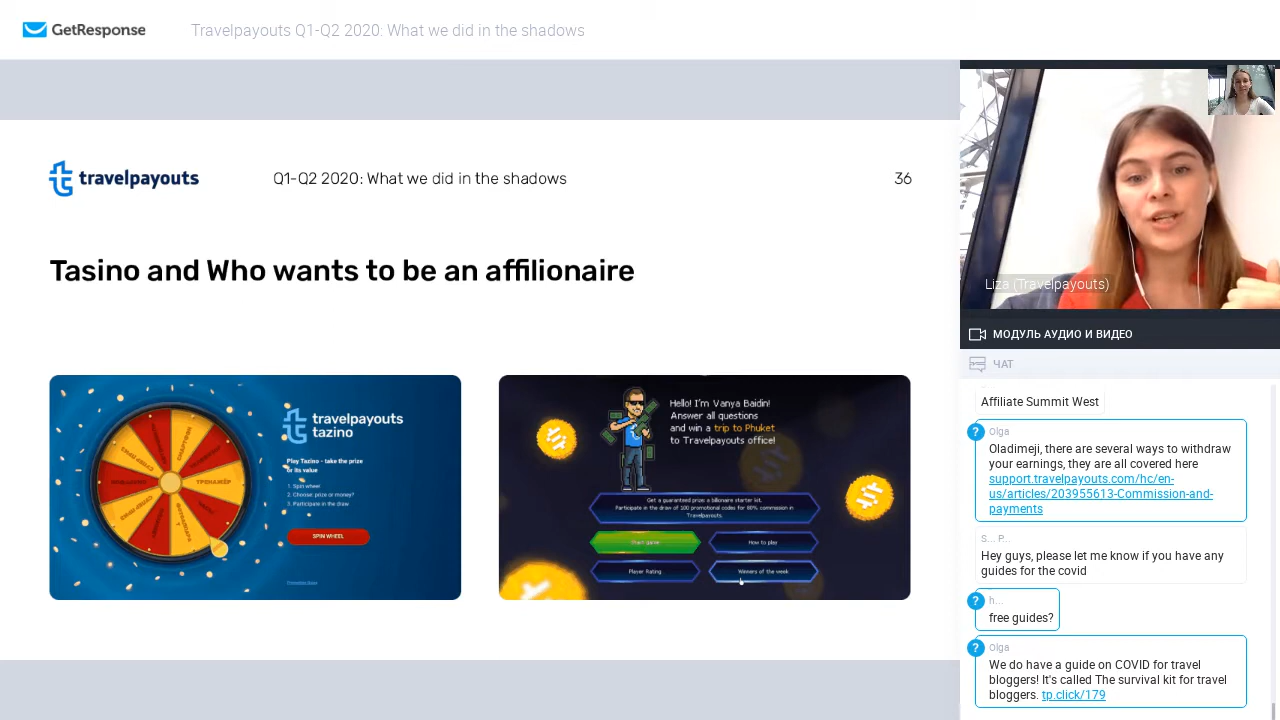 GetResponse
Travelpayouts Q1-Q2 2020: What we did in the shadows
travelpayouts
Q1-Q2 2020: What we did in the shadows
36
Tasino and Who wants to be an affilionaire
travelpayouts
tazino
Play Tazino - take the prize
or its value
1. Spin wheel
2. Choose: prize or money?
3. Participate in the draw
SPIN WHEEL
Hello! I'm Vanya Baidin!
Answer all questions
and win a trip to Phuket
to Travelpayouts office!
Get a guaranteed prize a billionaire starter kit.
Participate in the draw of 100 promotional codes for 80% commission in
Travelpayouts.
Start game
How to play
Player Rating
Winners of the week
Liza (Travelpayouts)
МОДУЛЬ АУДИО И ВИДЕО
ЧАТ
Affiliate Summit West
Olga
Oladimeji, there are several ways to withdraw
your earnings, they are all covered here
support.travelpayouts.com/hc/en-
us/articles/203955613-Commission-and-
payments
S... P...
Hey guys, please let me know if you have any
guides for the covid
h...
free guides?
Olga
We do have a guide on COVID for travel
bloggers! It's called The survival kit for travel
bloggers. tp.click/179